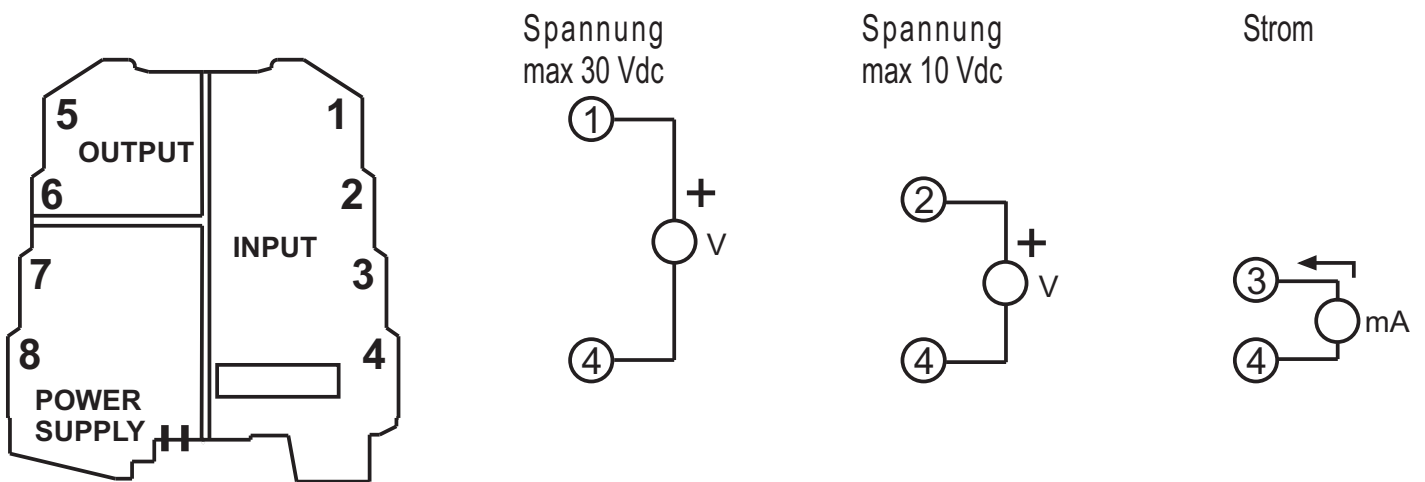 5
OUTPUT
6
7
8
POWER
SUPPLY
1
2
INPUT
3
4
Spannung
max 30 Vdc
1
+
V
4
Spannung
max 10 Vdc
2
+
V
4
Strom
3
mA
4